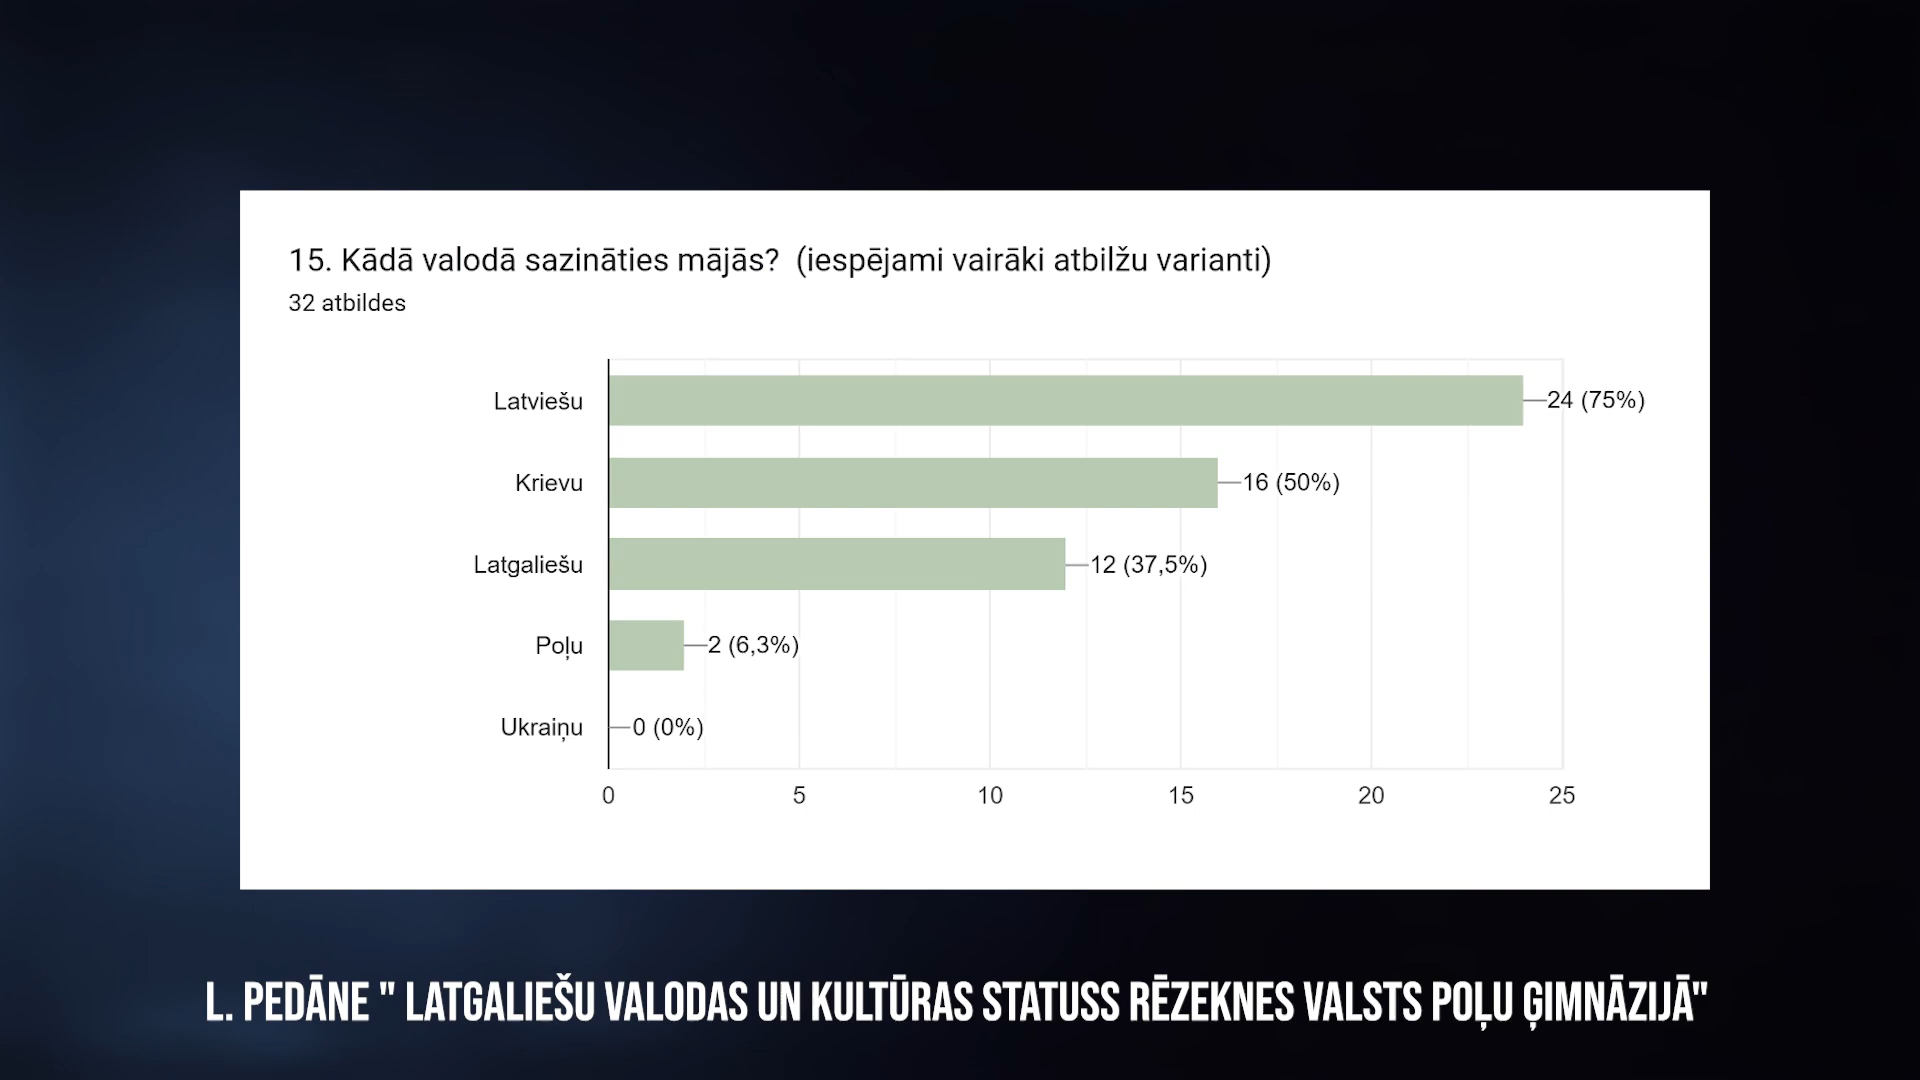 15. Kādā valodā sazināties mājās?  (iespējami vairāki atbilžu varianti)
32 atbildes
Latviešu 24 (75%)
Krievu 16 (50%)
Latgaliešu 12 (37,5%)
Poļu 2 (6,3%)
Ukraiņu 0 (0%)
0 5 10 15 20 25
L. PEDĀNE " LATGALIEŠU VALODAS UN KULTŪRAS STATUSS RĒZEKNES VALSTS POĻU ĢIMNĀZIJĀ"